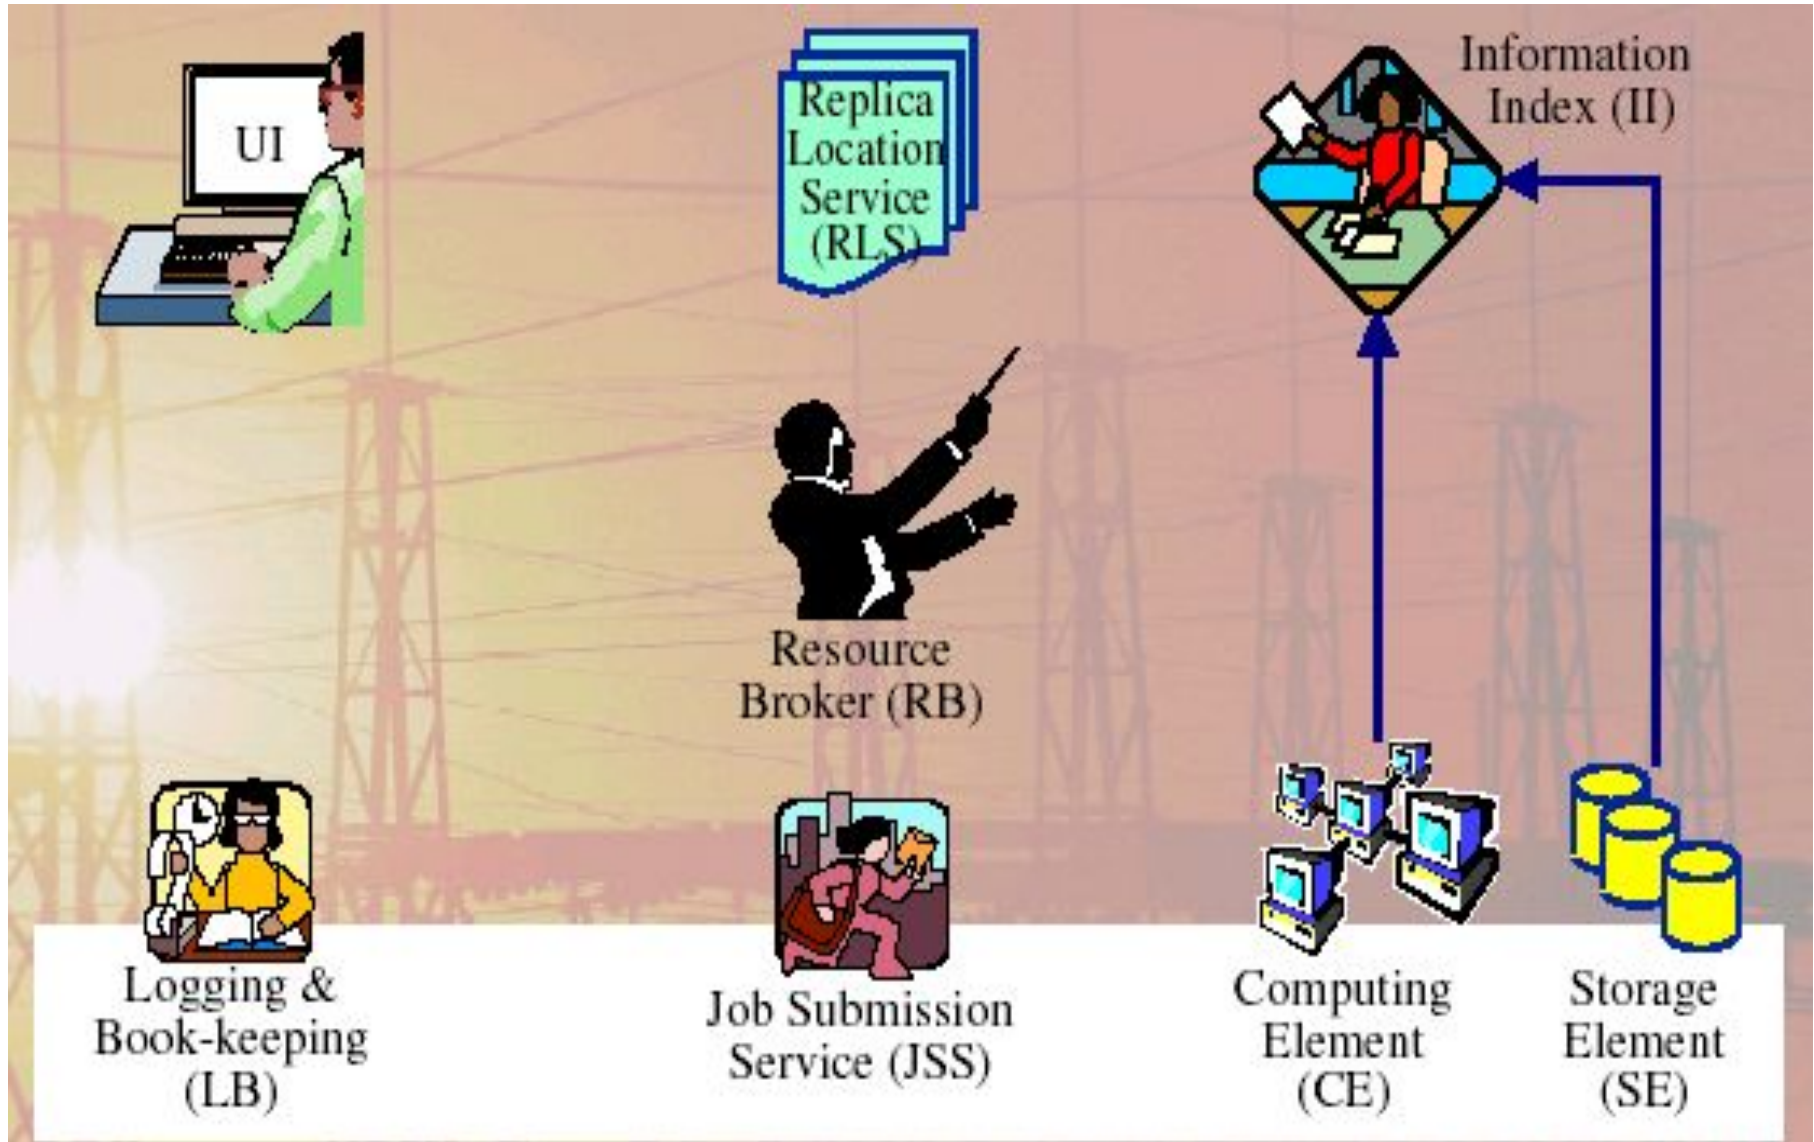 UI
Replica
Location
Service
(RLS)
Information
Index (II)
Resource
Broker (RB)
Logging &
Book-keeping
(LB)
Job Submission
Service (JSS)
Computing
Element
(CE)
Storage
Element
(SE)